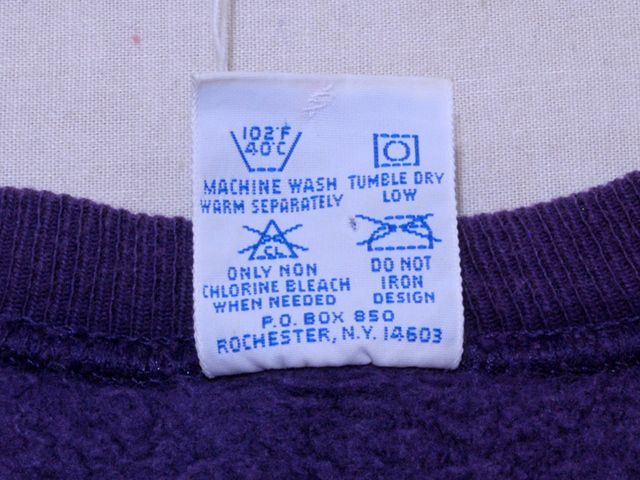 102°F
40°C
MACHINE WASH
WARM SEPARATELY
TUMBLE DRY
LOW
CL
ONLY NON
CHLORINE BLEACH
WHEN NEEDED
DO NOT
IRON
DESIGN
P.O. BOX 850
ROCHESTER, N.Y. 14603